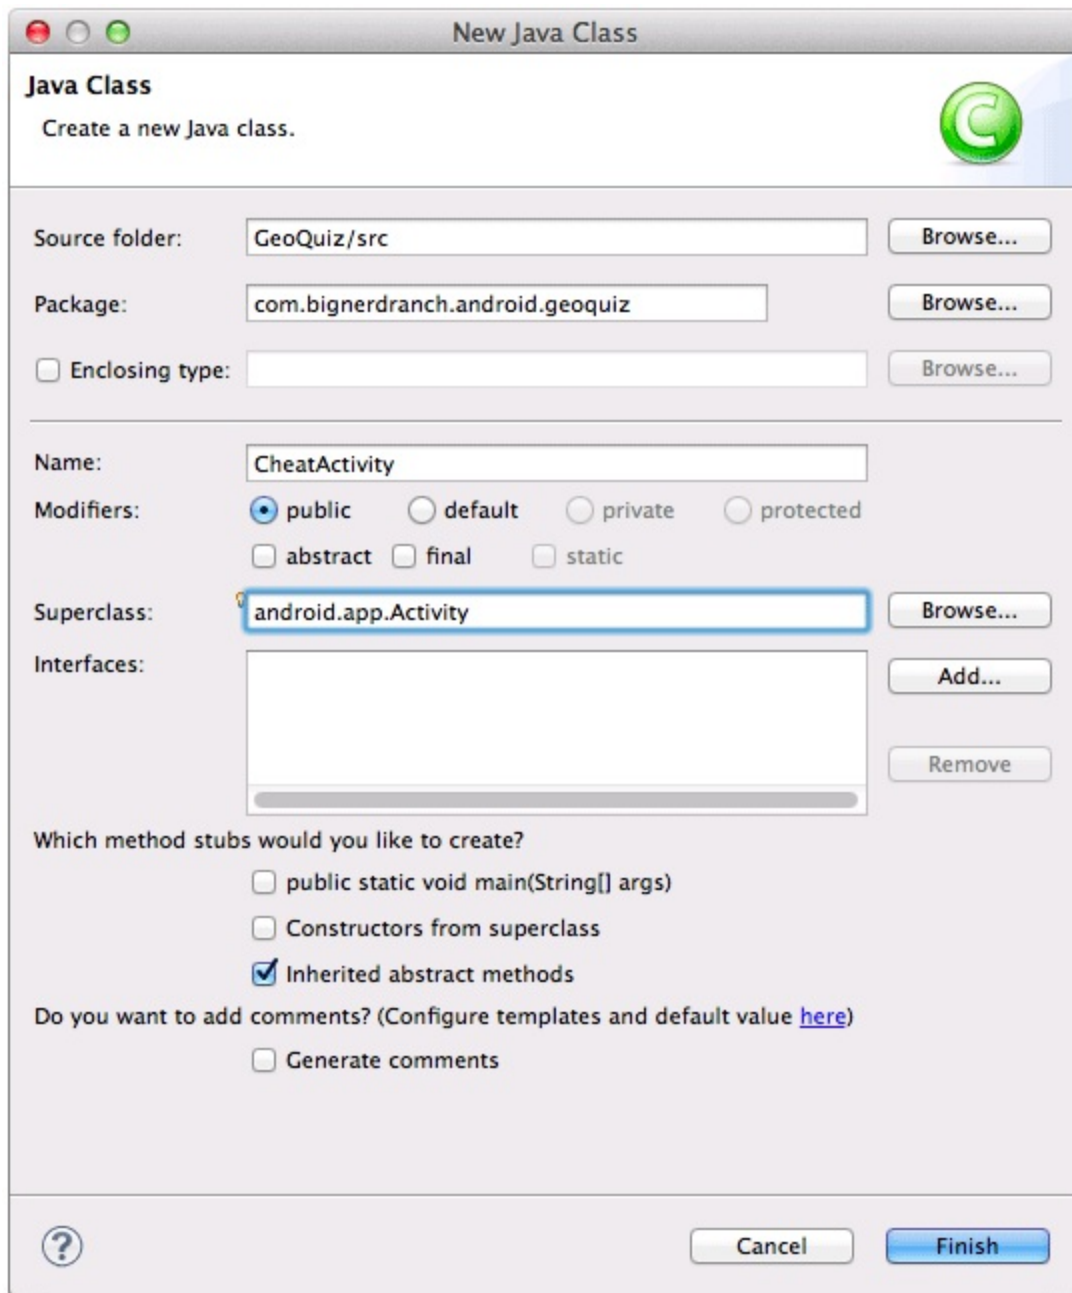 New Java Class
Java Class
Create a new Java class.
C
Source folder: GeoQuiz/src Browse...
Package: com.bignerdranch.android.geoquiz Browse...
Enclosing type: Browse...
Name: CheatActivity
Modifiers: public default private protected
abstract final static
Superclass: android.app.Activity Browse...
Interfaces: Add...
Remove
Which method stubs would you like to create?
public static void main(String[] args)
Constructors from superclass
Inherited abstract methods
Do you want to add comments? (Configure templates and default value here)
Generate comments
? Cancel Finish